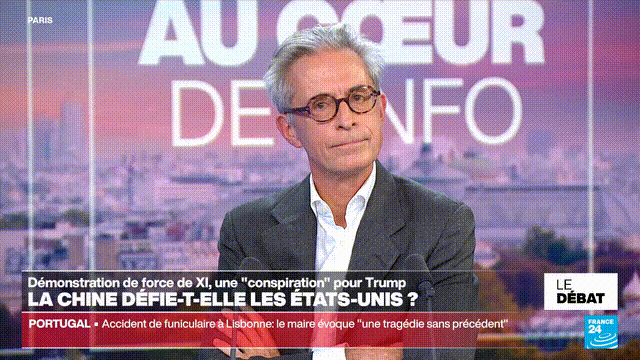 PARIS
AU CŒUR
DE INFO
Démonstration de force de XI, une "conspiration" pour Trump
LA CHINE DÉFIE-T-ELLE LES ÉTATS-UNIS ?
LE
DÉBAT
PORTUGAL • Accident de funiculaire à Lisbonne: le maire évoque "une tragédie sans précédent"
FRANCE
24